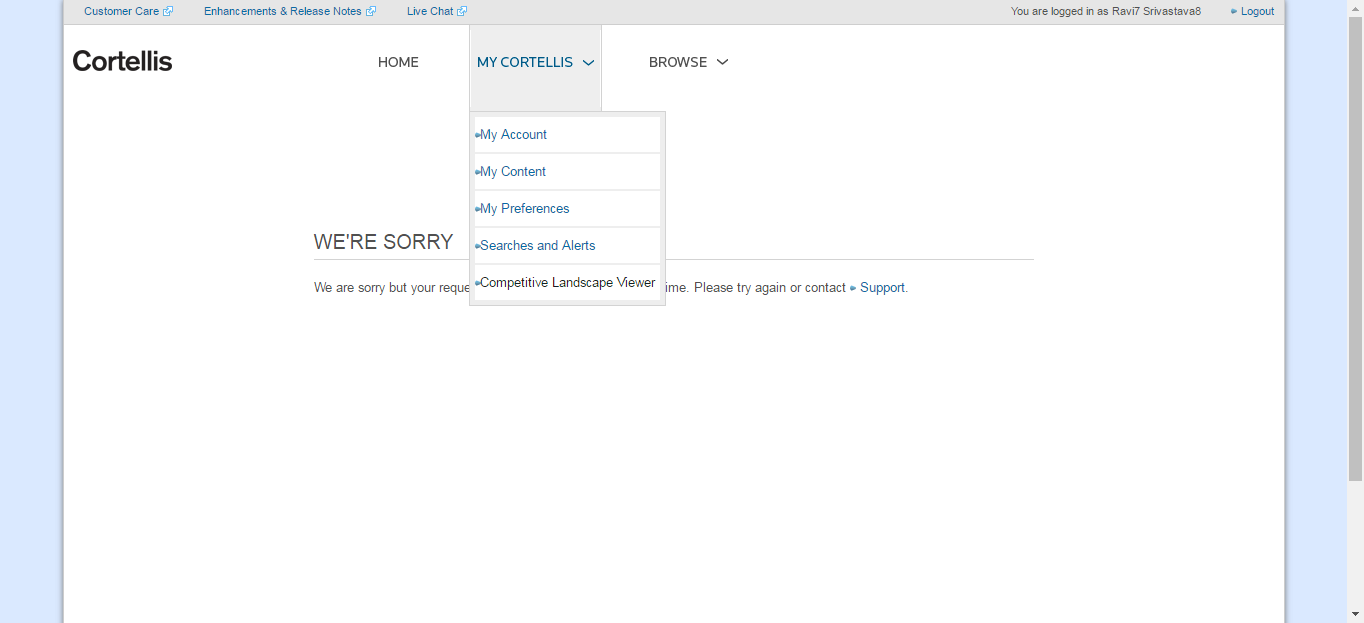 Customer Care Enhancements & Release Notes Live Chat You are logged in as Ravi7 Srivastava8 Logout
Cortellis HOME MY CORTELLIS BROWSE
My Account
My Content
My Preferences
WE'RE SORRY
Searches and Alerts
Competitive Landscape Viewer
We are sorry but your reque ime. Please try again or contact Support.